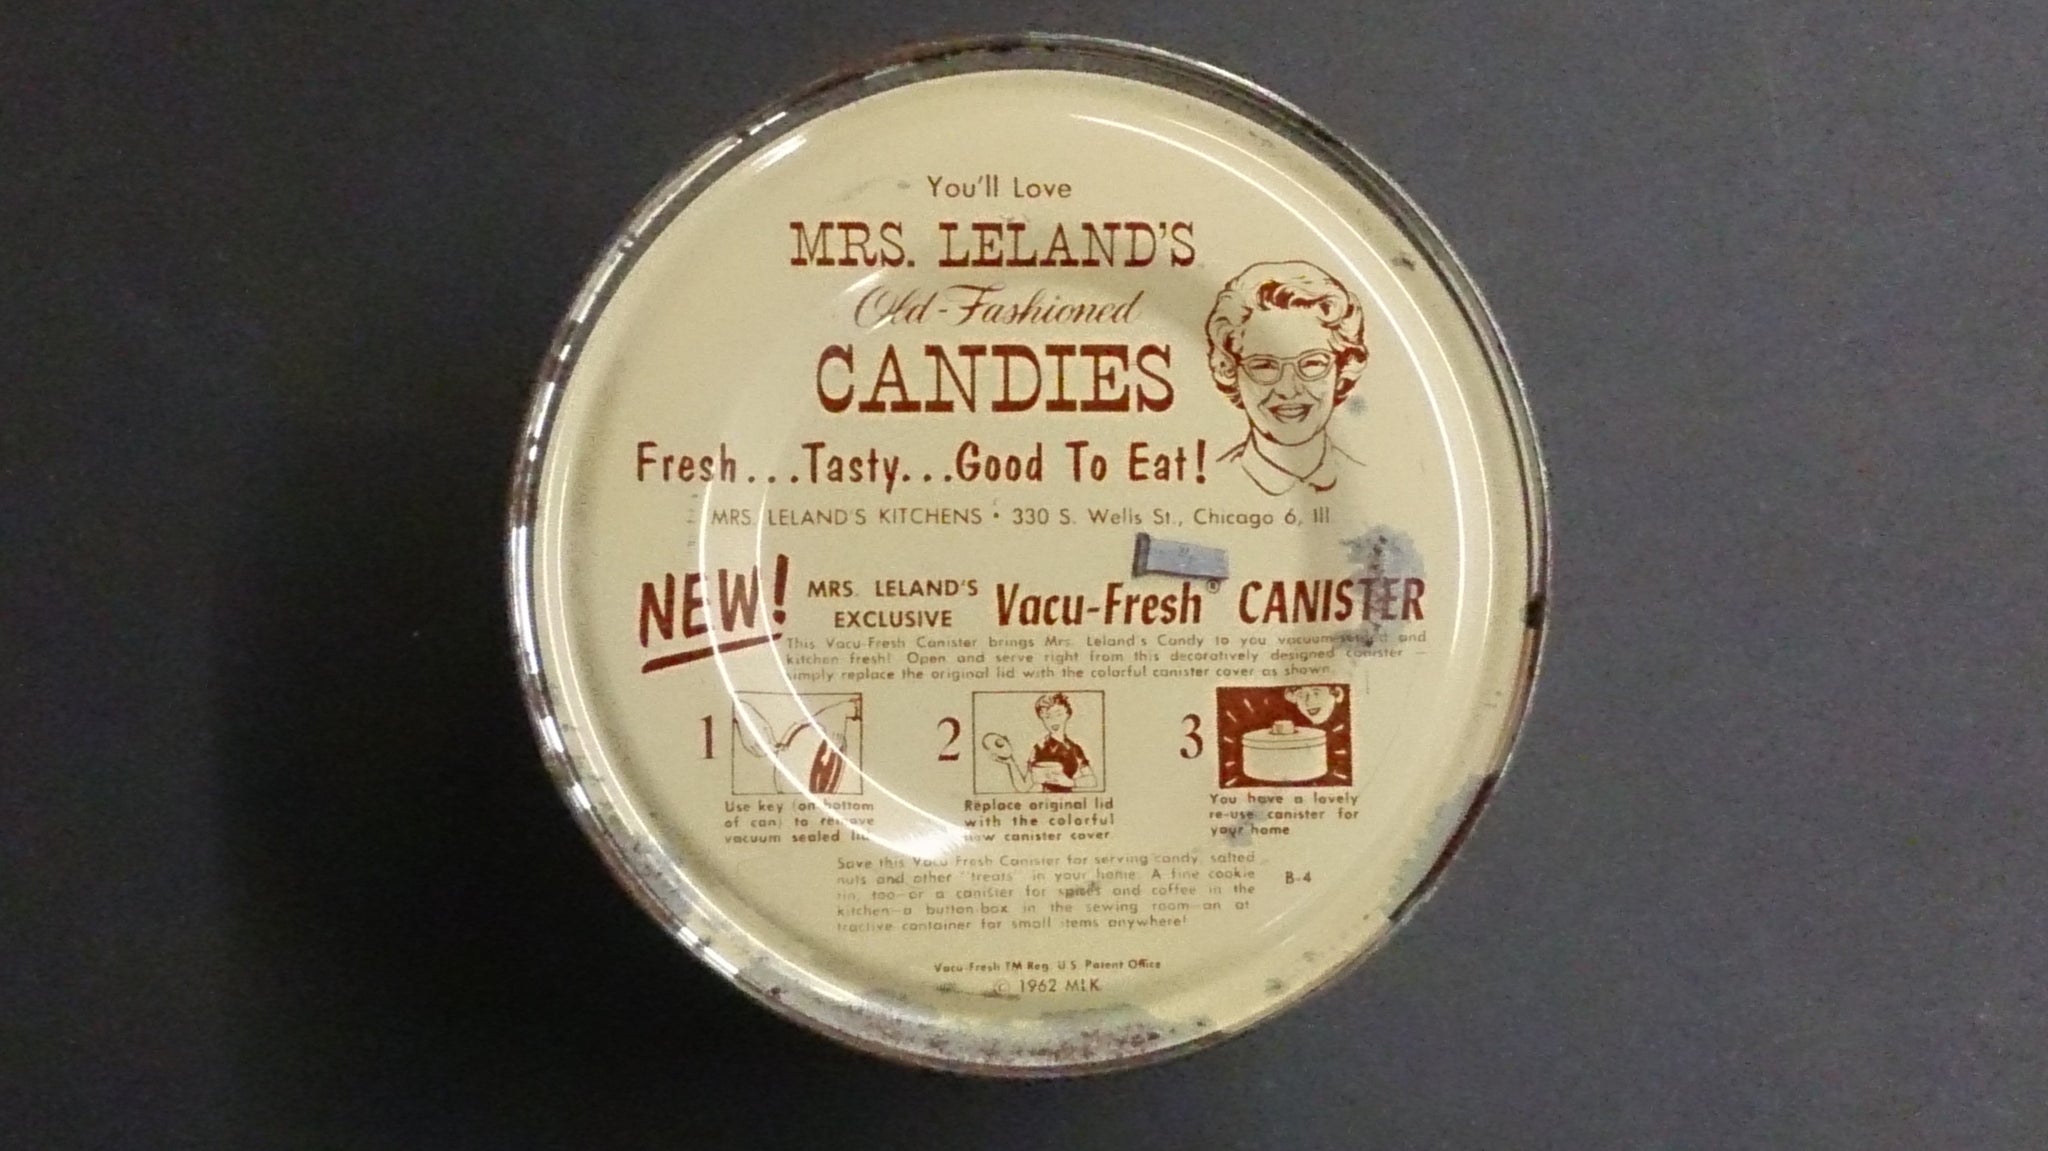 You'll Love
MRS. LELAND'S
Old-Fashioned
CANDIES
Fresh...Tasty...Good To Eat!
MRS. LELAND'S KITCHENS • 330 S. Wells St., Chicago 6, Ill.
NEW! MRS. LELAND'S EXCLUSIVE Vacu-Fresh® CANISTER
This Vacu-Fresh Canister brings Mrs. Leland's Candy to you vacuum-sealed and
kitchen fresh! Open and serve right from this decoratively designed canister —
simply replace the original lid with the colorful canister cover as shown.
1
Use key (on bottom
of can) to remove
vacuum sealed lid
2
Replace original lid
with the colorful
new canister cover
3
You have a lovely
re-use canister for
your home
Save this Vacu-Fresh Canister for serving candy, salted
nuts and other "treats" in your home. A fine cookie
tin, too—or a canister for spices and coffee in the
kitchen—a button box in the sewing room—an at-
tractive container for small items anywhere!
B-4
Vacu-Fresh TM Reg. U.S. Patent Office
© 1962 MLK